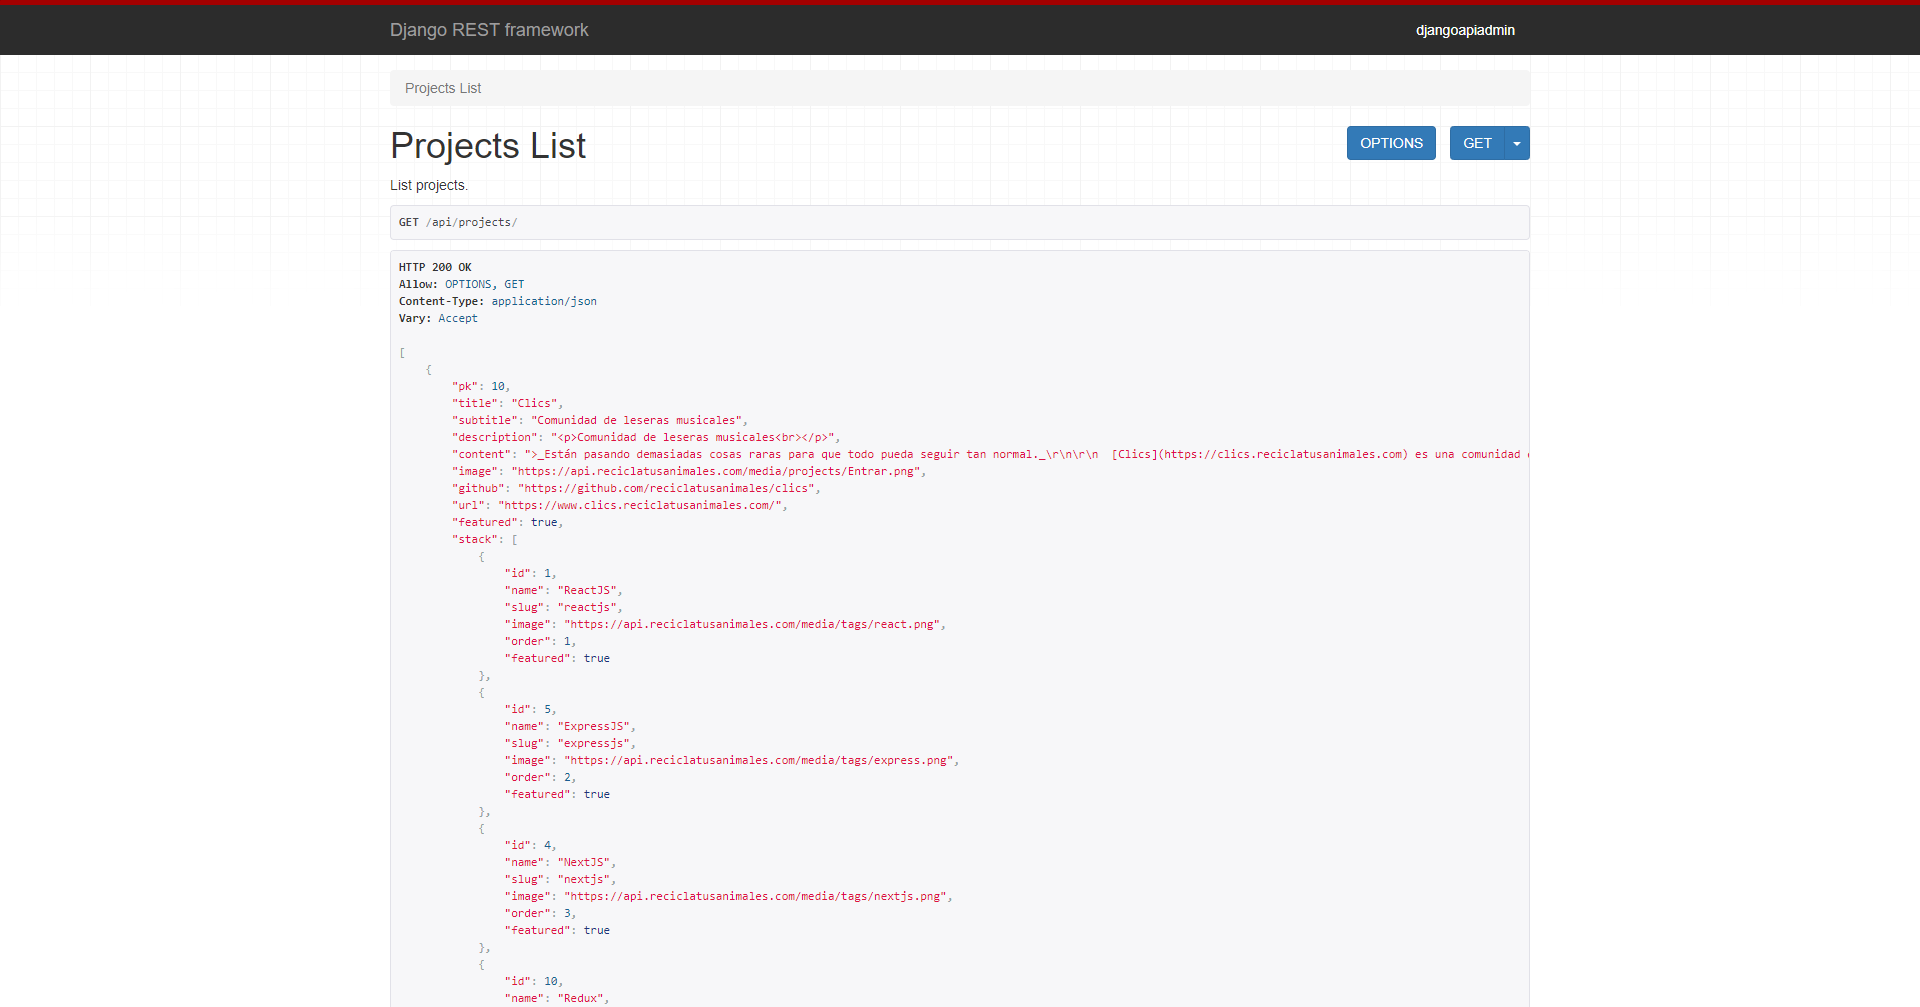 Django REST framework
djangoapiadmin
Projects List
Projects List
OPTIONS
GET
List projects.
GET /api/projects/
HTTP 200 OK
Allow: OPTIONS, GET
Content-Type: application/json
Vary: Accept
[
    {
        "pk": 10,
        "title": "Clics",
        "subtitle": "Comunidad de leseras musicales",
        "description": "<p>Comunidad de leseras musicales<br></p>",
        "content": ">_Están pasando demasiadas cosas raras para que todo pueda seguir tan normal._\r\n\r\n  [Clics](https://clics.reciclatusanimales.com) es una comunidad
        "image": "https://api.reciclatusanimales.com/media/projects/Entrar.png",
        "github": "https://github.com/reciclatusanimales/clics",
        "url": "https://www.clics.reciclatusanimales.com/",
        "featured": true,
        "stack": [
            {
                "id": 1,
                "name": "ReactJS",
                "slug": "reactjs",
                "image": "https://api.reciclatusanimales.com/media/tags/react.png",
                "order": 1,
                "featured": true
            },
            {
                "id": 5,
                "name": "ExpressJS",
                "slug": "expressjs",
                "image": "https://api.reciclatusanimales.com/media/tags/express.png",
                "order": 2,
                "featured": true
            },
            {
                "id": 4,
                "name": "NextJS",
                "slug": "nextjs",
                "image": "https://api.reciclatusanimales.com/media/tags/nextjs.png",
                "order": 3,
                "featured": true
            },
            {
                "id": 10,
                "name": "Redux",